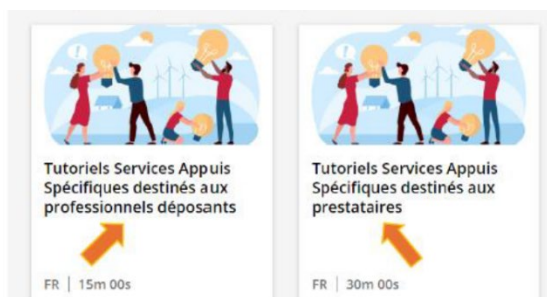 Tutoriels Services Appuis
Spécifiques destinés aux
professionnels déposants
FR | 15m 00s
Tutoriels Services Appuis
Spécifiques destinés aux
prestataires
FR | 30m 00s